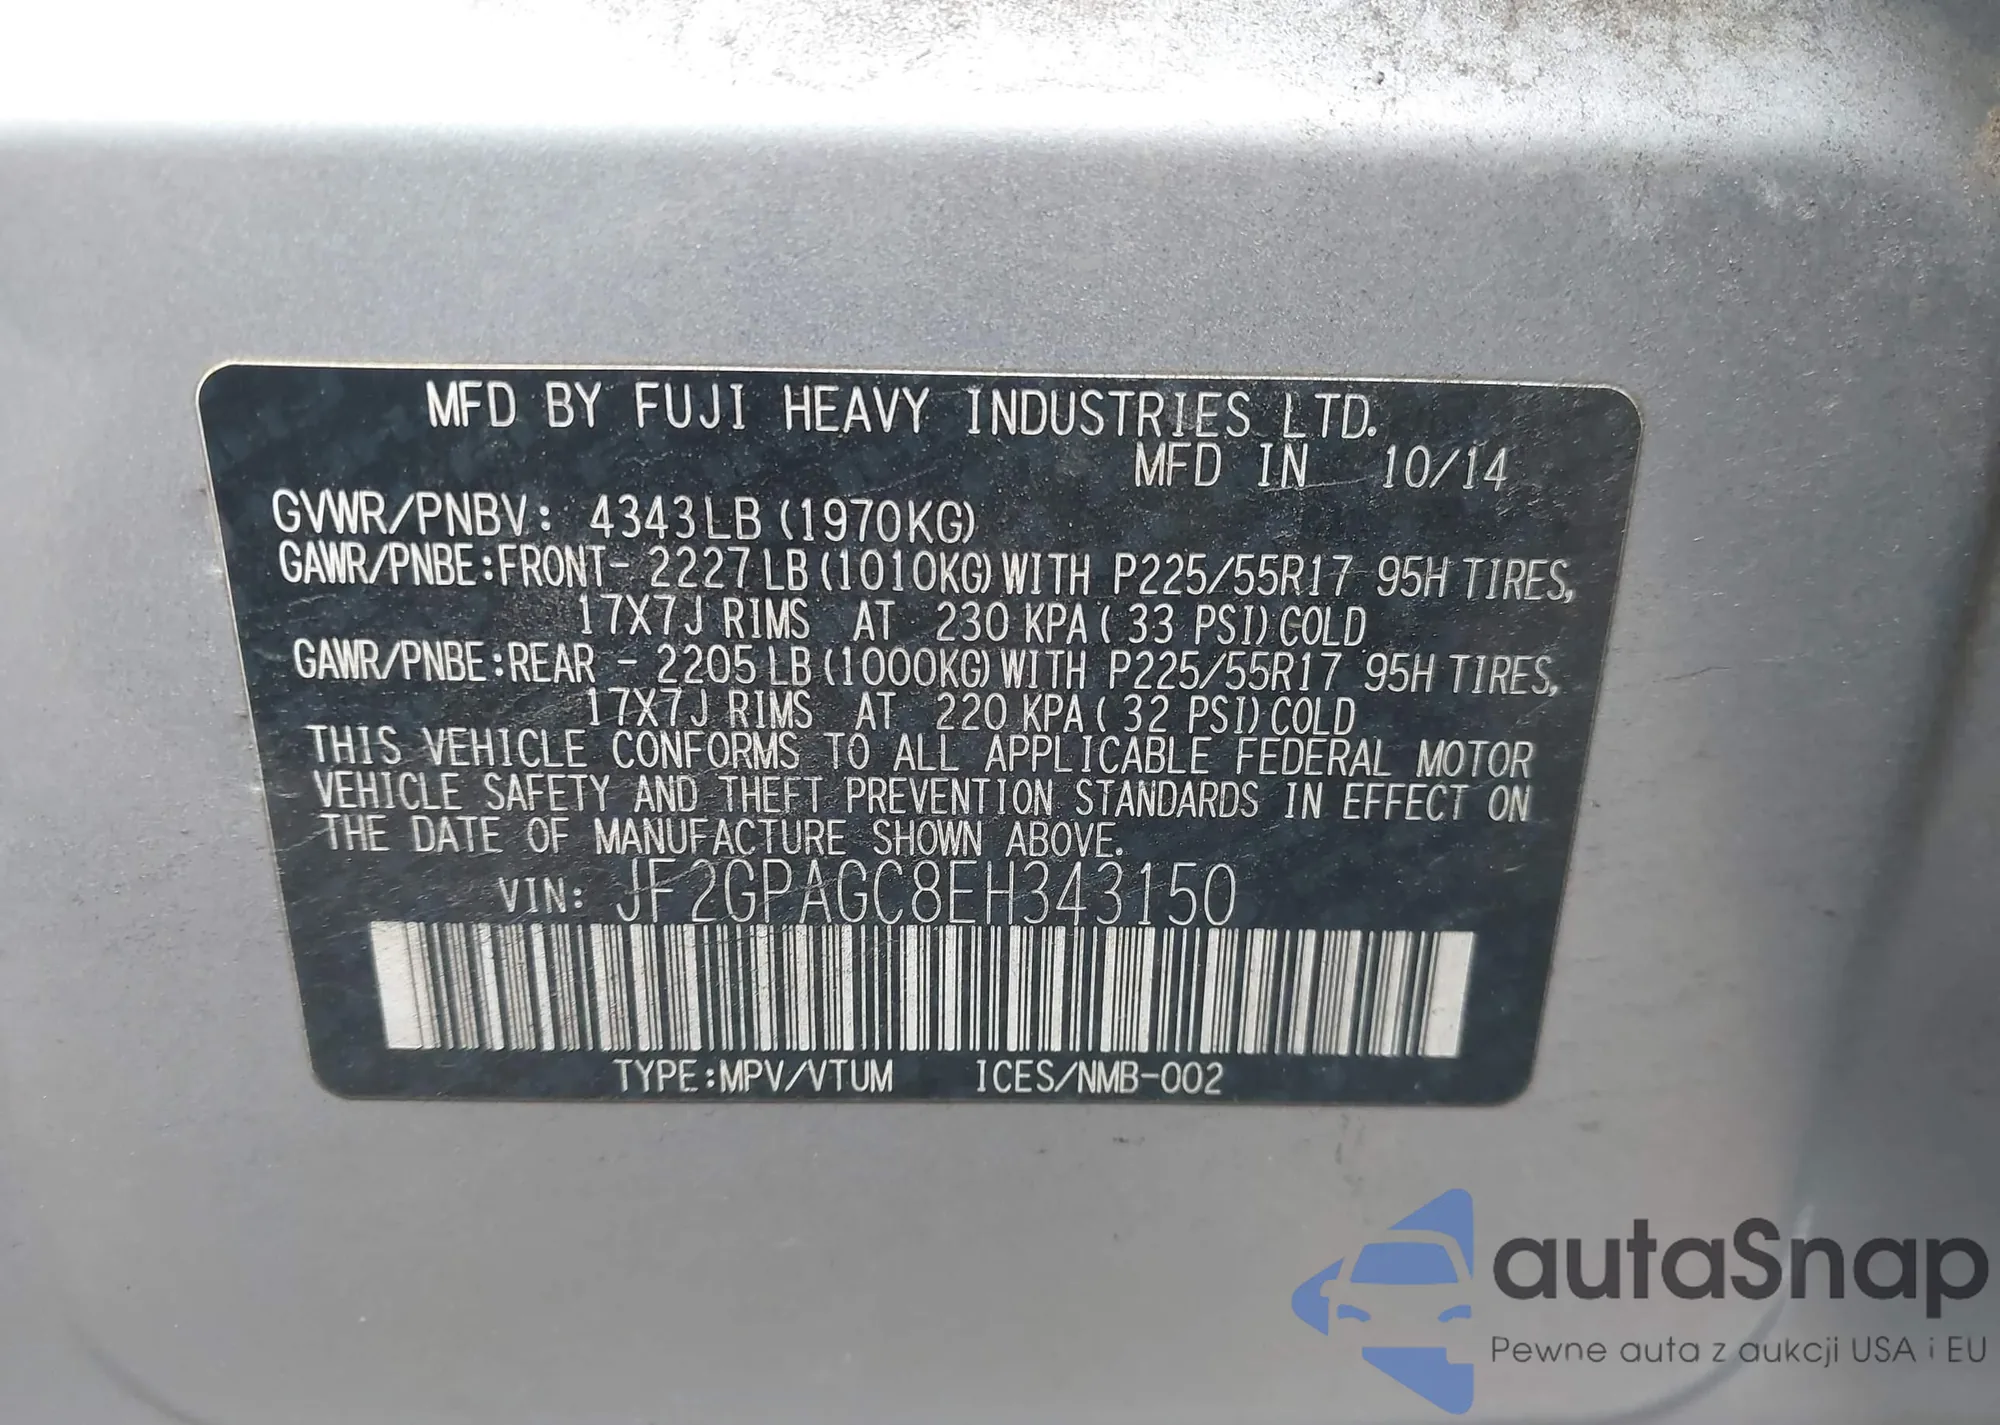 MFD BY FUJI HEAVY INDUSTRIES LTD.
MFD IN 10/14
GVWR/PNBV: 4343LB(1970KG)
GAWR/PNBE:FRONT- 2227LB(1010KG)WITH P225/55R17 95H TIRES,
17X7J RIMS AT 230 KPA( 33 PSI)COLD
GAWR/PNBE:REAR - 2205LB(1000KG)WITH P225/55R17 95H TIRES,
17X7J RIMS AT 220 KPA( 32 PSI)COLD
THIS VEHICLE CONFORMS TO ALL APPLICABLE FEDERAL MOTOR
VEHICLE SAFETY AND THEFT PREVENTION STANDARDS IN EFFECT ON
THE DATE OF MANUFACTURE SHOWN ABOVE.
VIN: JF2GPAGC8EH343150
TYPE:MPV/VTUM ICES/NMB-002
autaSnap
Pewne auta z aukcji USA i EU